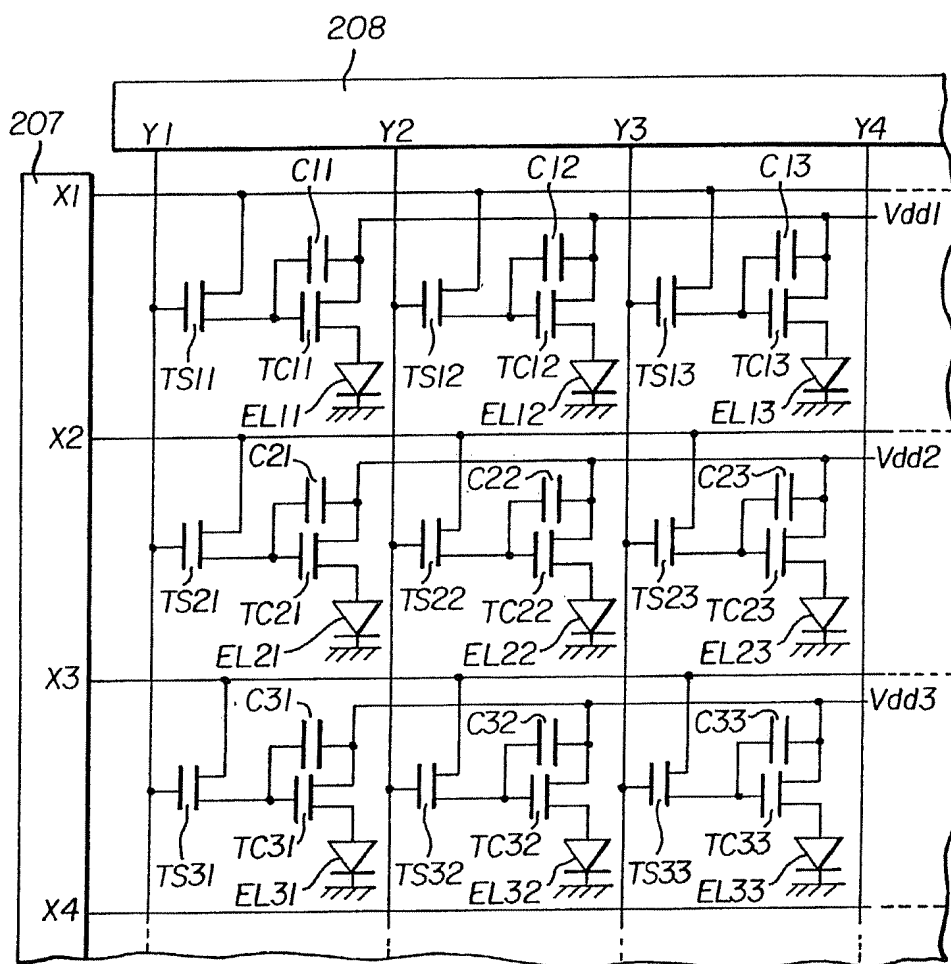 208
207
Y1 Y2 Y3 Y4
X1 C11 C12 C13
Vdd1
TS11 TC11 TS12 TC12 TS13 TC13
EL11 EL12 EL13
X2
C21 C22 C23 Vdd2
TS21 TC21 TS22 TC22 TS23 TC23
EL21 EL22 EL23
X3
C31 C32 C33 Vdd3
TS31 TC31 TS32 TC32 TS33 TC33
EL31 EL32 EL33
X4